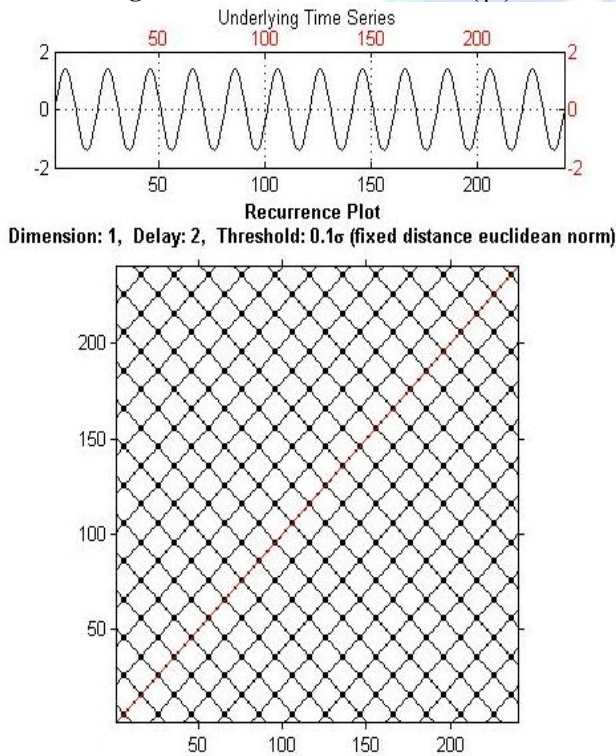 Underlying Time Series
50 100 150 200
2 2
0 0
-2 -2
50 100 150 200
Recurrence Plot
Dimension: 1, Delay: 2, Threshold: 0.1σ (fixed distance euclidean norm)
200
150
100
50
50 100 150 200